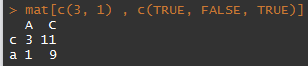 > mat[c(3, 1) , c(TRUE, FALSE, TRUE)]
  A  C
c 3 11
a 1  9